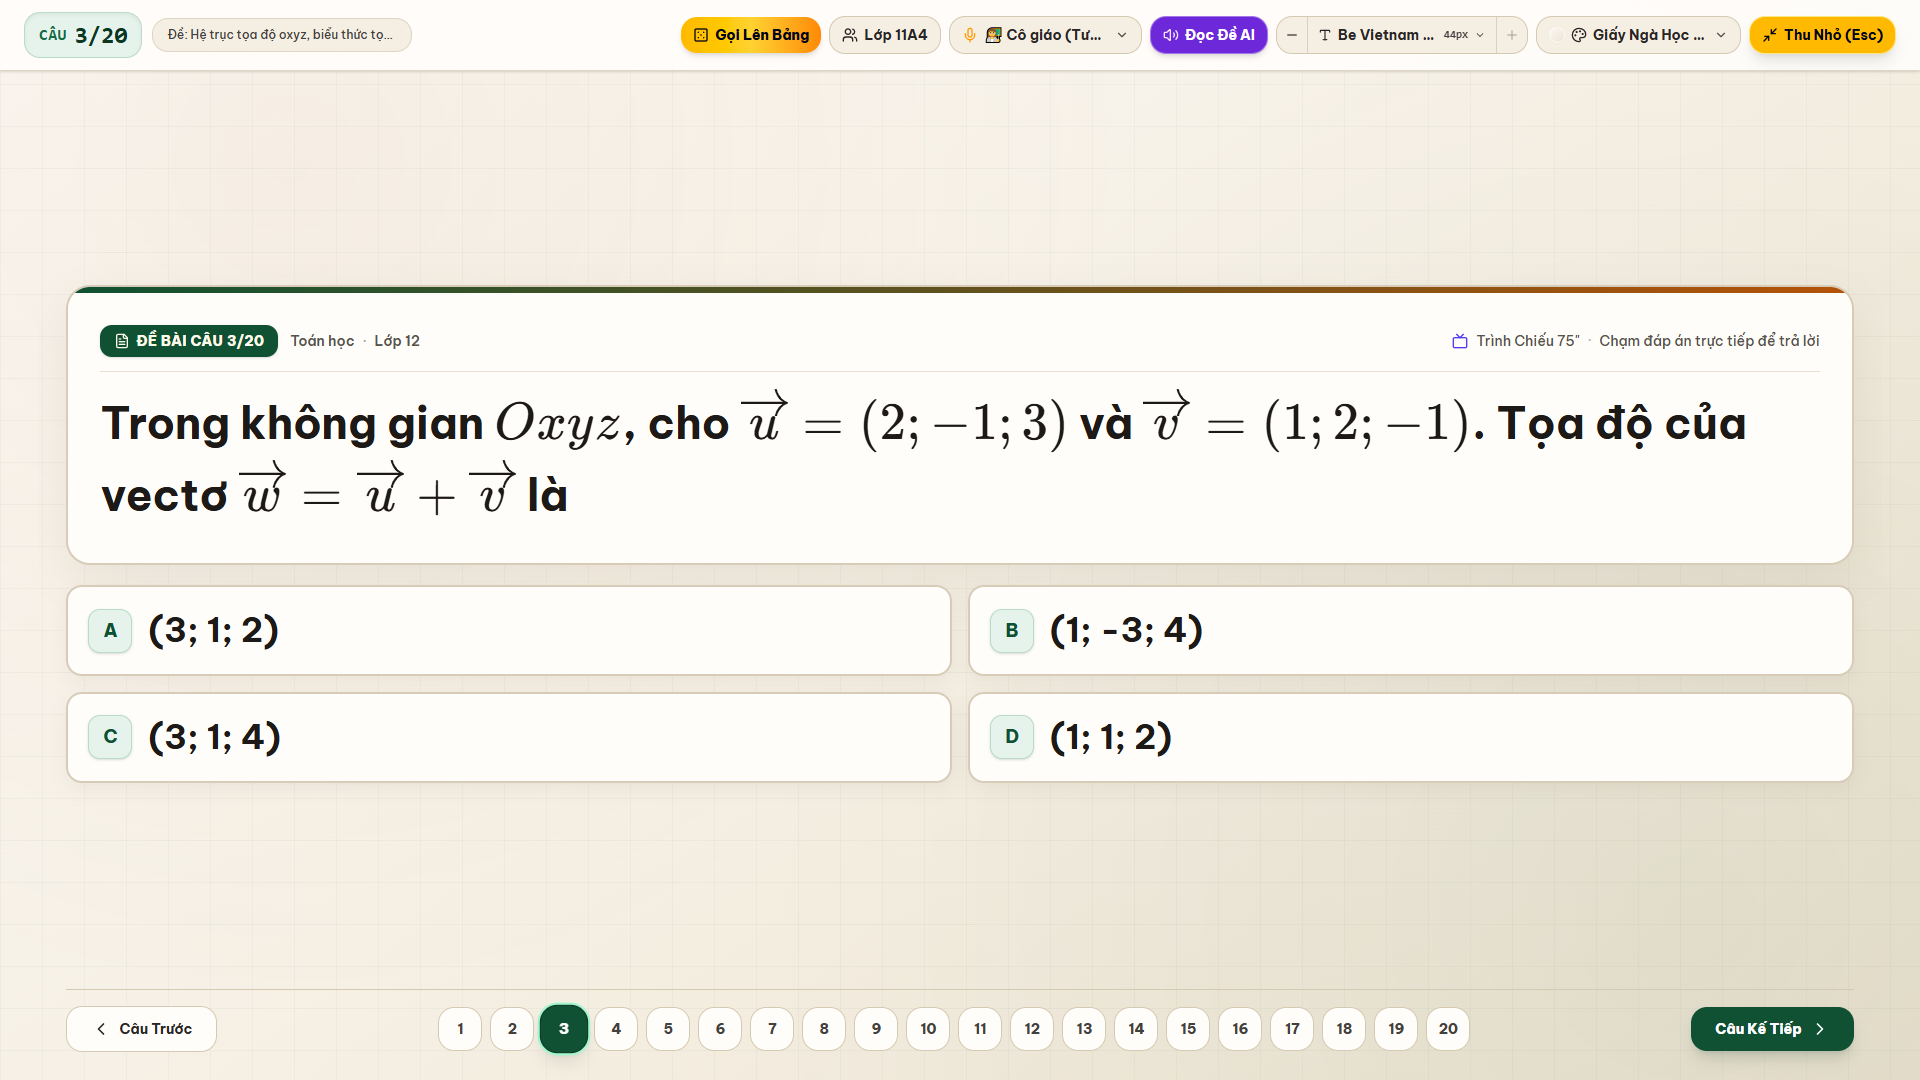 CÂU 3/20
Đề: Hệ trục tọa độ oxyz, biểu thức tọ...
Gọi Lên Bảng
Lớp 11A4
Cô giáo (Tư...
Đọc Đề AI
Be Vietnam ... 44px
Giấy Ngà Học ...
Thu Nhỏ (Esc)
ĐỀ BÀI CÂU 3/20
Toán học · Lớp 12
Trình Chiếu 75" · Chạm đáp án trực tiếp để trả lời
Trong không gian Oxyz, cho \overrightarrow{u} = (2; −1; 3) và \overrightarrow{v} = (1; 2; −1). Tọa độ của
vectơ \overrightarrow{w} = \overrightarrow{u} + \overrightarrow{v} là
A (3; 1; 2)
B (1; -3; 4)
C (3; 1; 4)
D (1; 1; 2)
Câu Trước
1 2 3 4 5 6 7 8 9 10 11 12 13 14 15 16 17 18 19 20
Câu Kế Tiếp